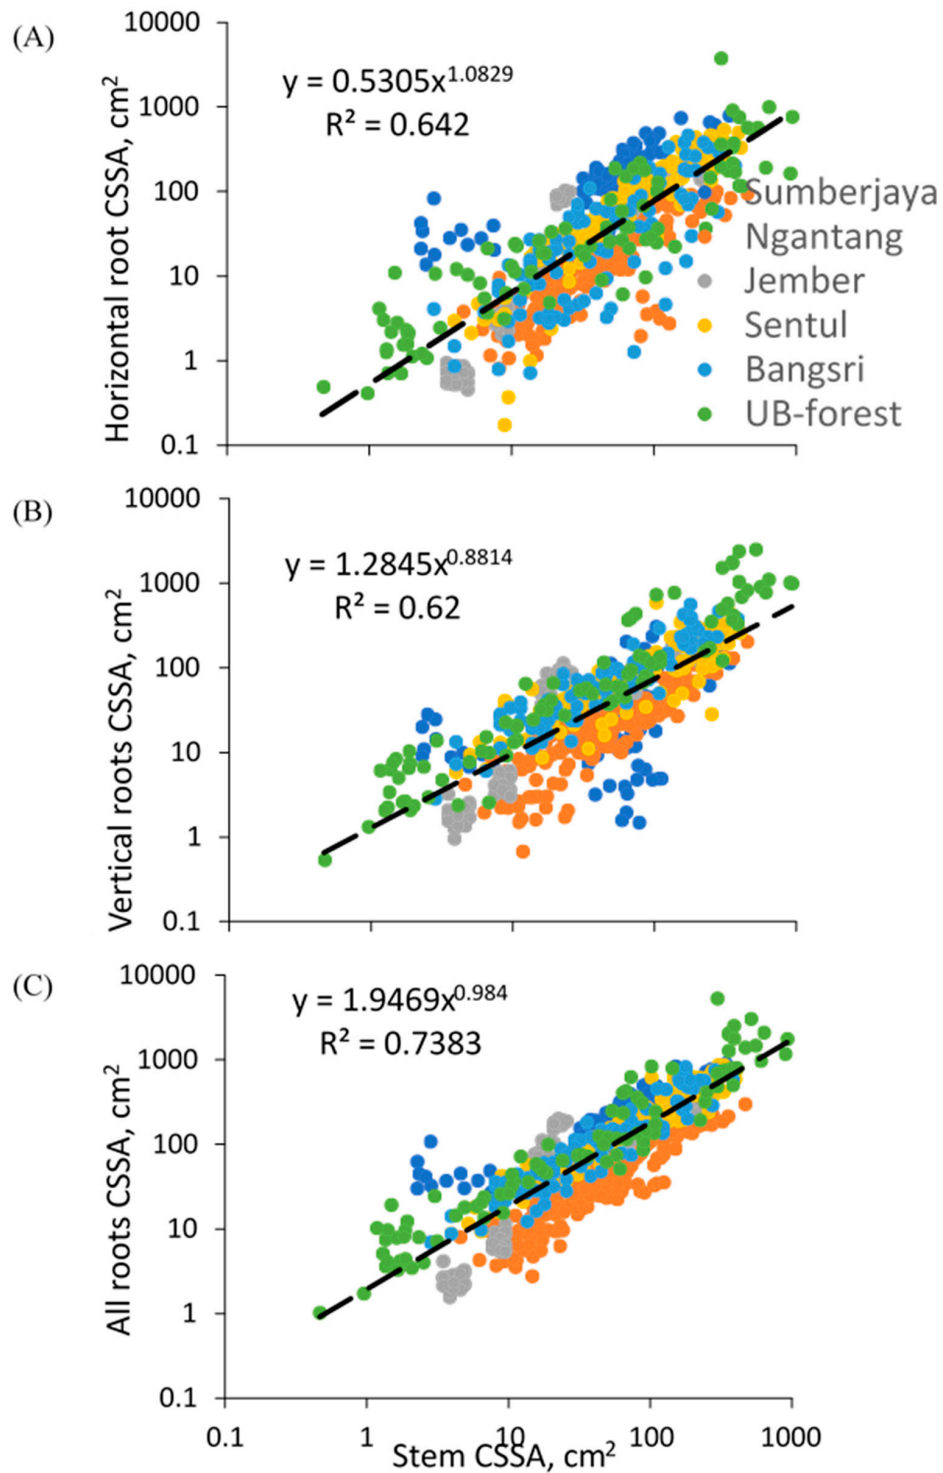 (A)
10000
1000
100
10
1
0.1
Horizontal root CSSA, cm²
y = 0.5305x^1.0829
R² = 0.642
Sumberjaya
Ngantang
Jember
Sentul
Bangsri
UB-forest
(B)
10000
1000
100
10
1
0.1
Vertical roots CSSA, cm²
y = 1.2845x^0.8814
R² = 0.62
(C)
10000
1000
100
10
1
0.1
All roots CSSA, cm²
y = 1.9469x^0.984
R² = 0.7383
0.1 1 10 100 1000
Stem CSSA, cm²